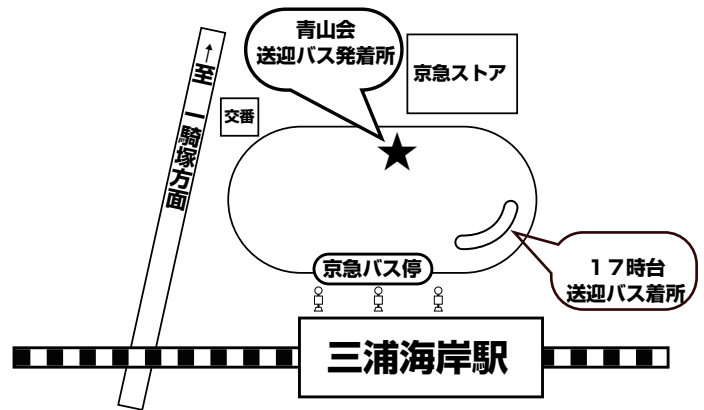 青山会
送迎バス発着所
京急ストア
交番
↑至 一騎塚方面
京急バス停
１７時台
送迎バス着所
三浦海岸駅